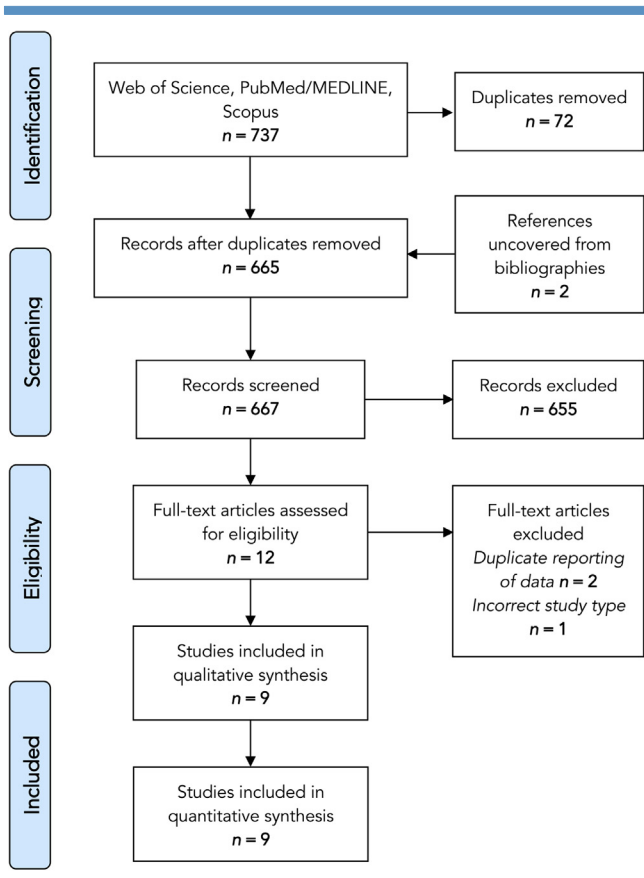 Identification
Web of Science, PubMed/MEDLINE,
Scopus
n = 737
Duplicates removed
n = 72
Records after duplicates removed
n = 665
References
uncovered from
bibliographies
n = 2
Screening
Records screened
n = 667
Records excluded
n = 655
Eligibility
Full-text articles assessed
for eligibility
n = 12
Full-text articles
excluded
Duplicate reporting
of data n = 2
Incorrect study type
n = 1
Studies included in
qualitative synthesis
n = 9
Included
Studies included in
quantitative synthesis
n = 9